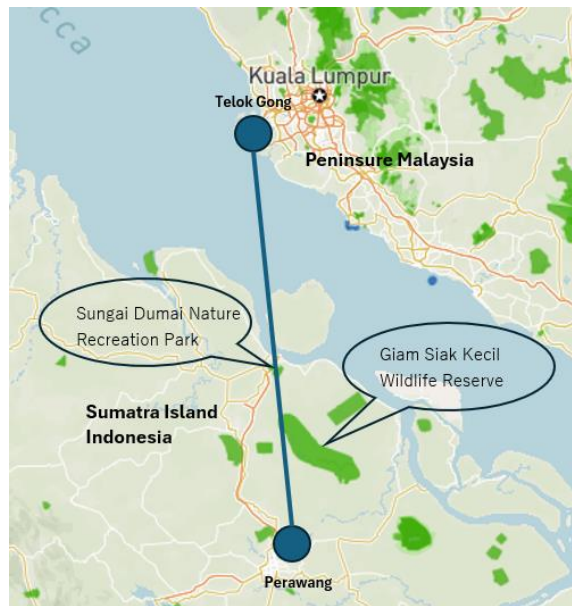 cca
Kuala Lumpur
Telok Gong
Peninsure Malaysia
Sungai Dumai Nature
Recreation Park
Giam Siak Kecil
Wildlife Reserve
Sumatra Island
Indonesia
Perawang